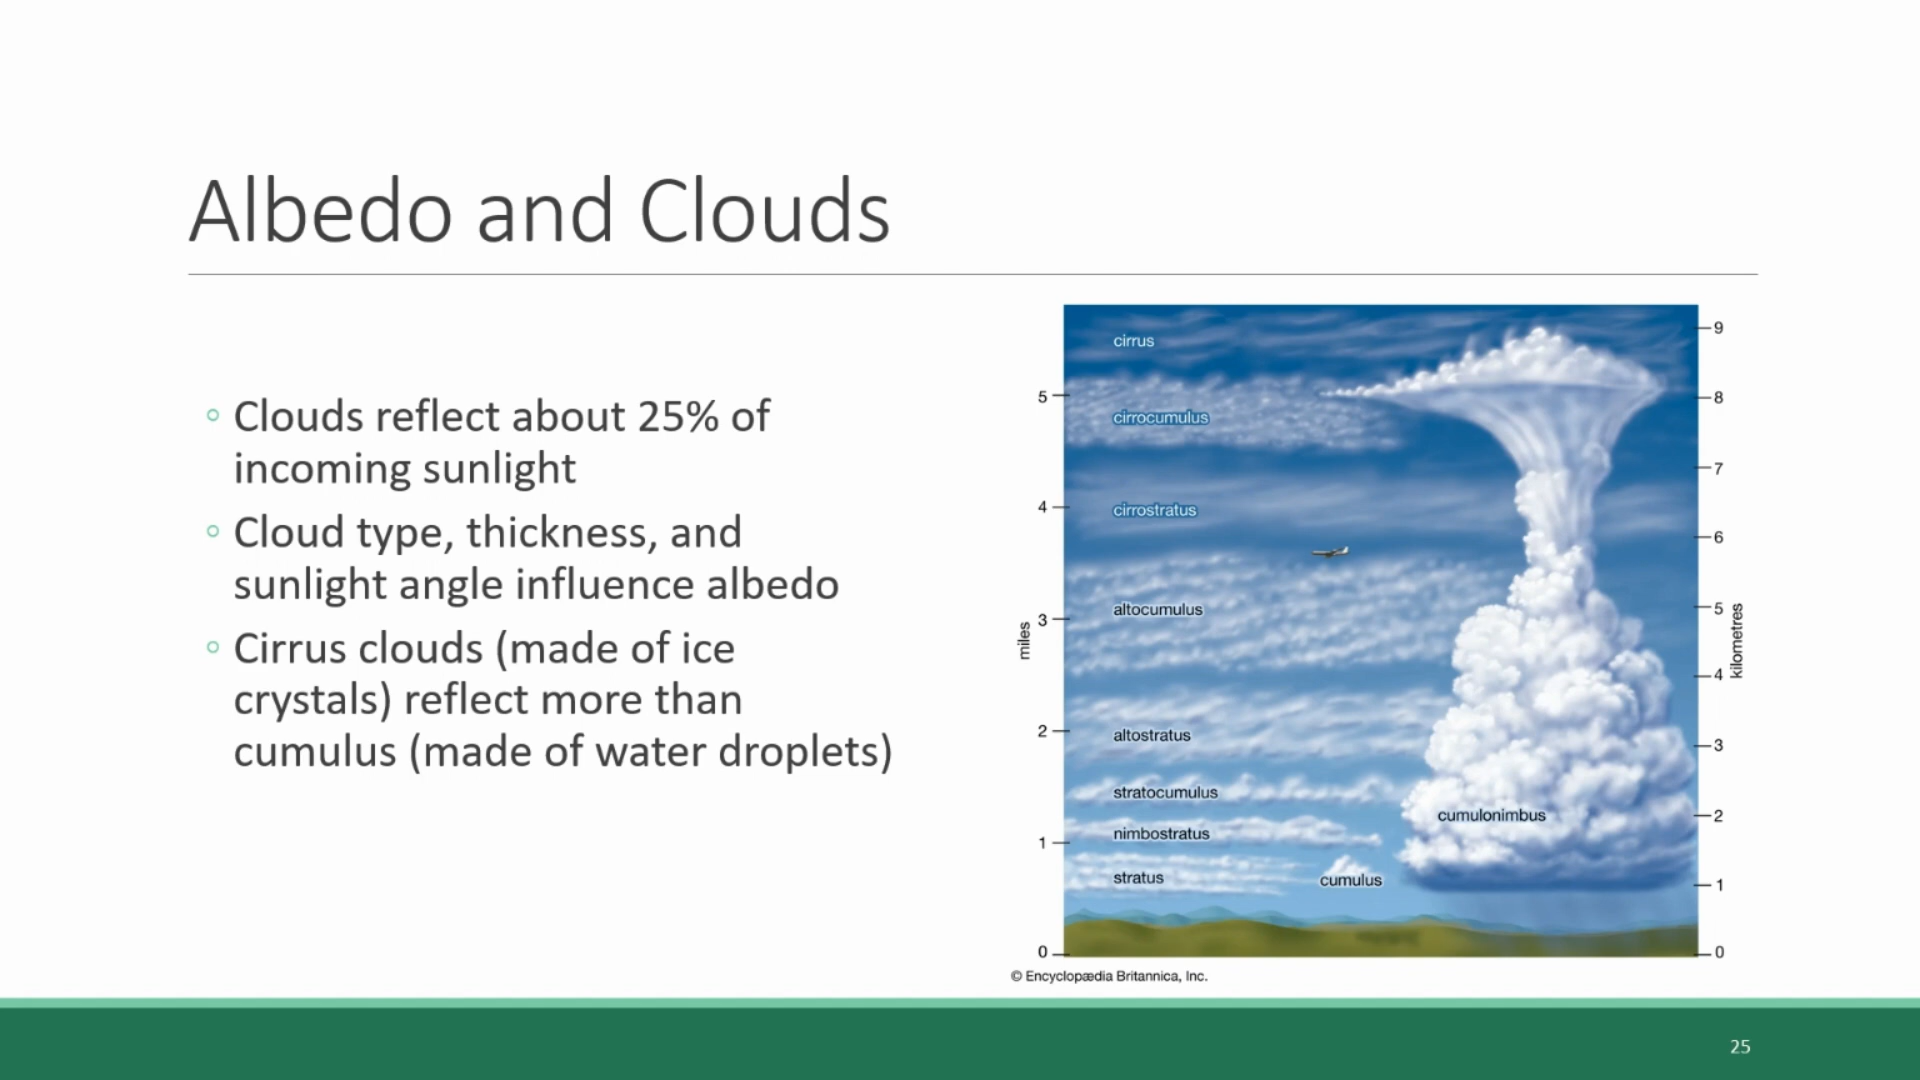 Albedo and Clouds
◦ Clouds reflect about 25% of
incoming sunlight
◦ Cloud type, thickness, and
sunlight angle influence albedo
◦ Cirrus clouds (made of ice
crystals) reflect more than
cumulus (made of water droplets)
cirrus
cirrocumulus
cirrostratus
altocumulus
altostratus
stratocumulus
nimbostratus
stratus
cumulus
cumulonimbus
miles
5
4
3
2
1
0
kilometres
9
8
7
6
5
4
3
2
1
0
© Encyclopædia Britannica, Inc.
25